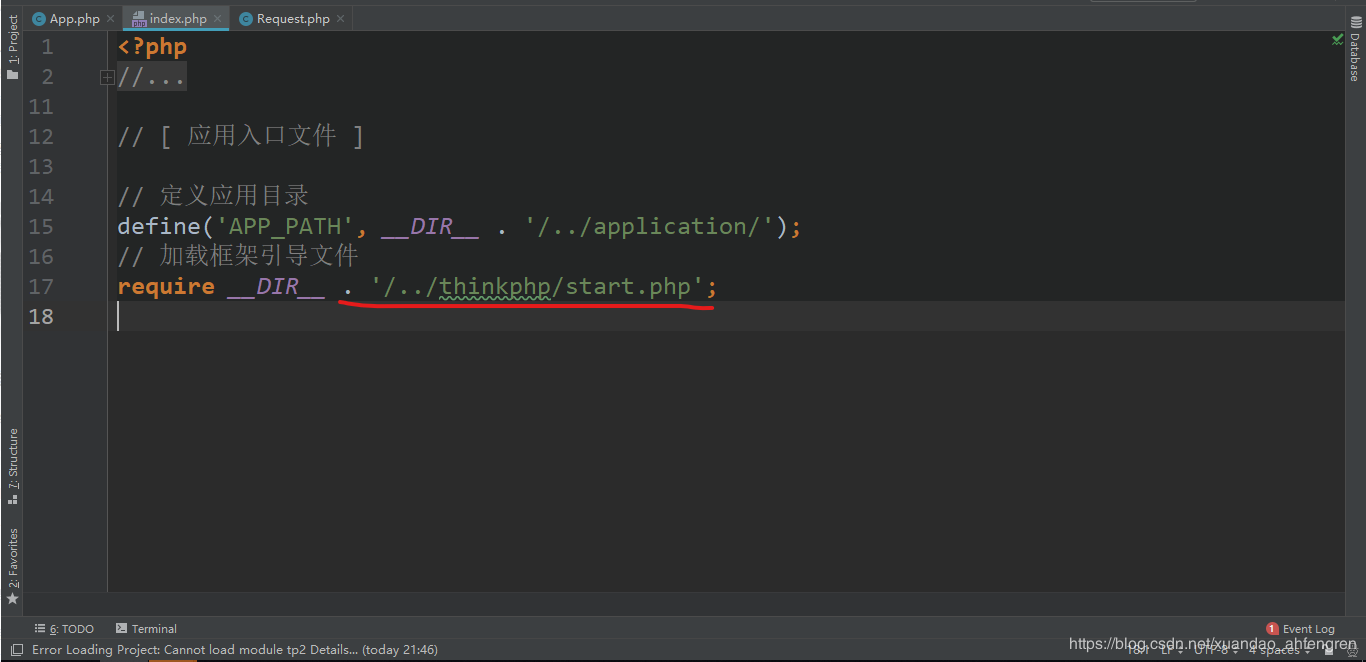 App.php
index.php
Request.php
1: Project
Database
1 <?php
2 //...
11
12 // [ 应用入口文件 ]
13
14 // 定义应用目录
15 define('APP_PATH', __DIR__ . '/../application/');
16 // 加载框架引导文件
17 require __DIR__ . '/../thinkphp/start.php';
18
7: Structure
2: Favorites
6: TODO
Terminal
1 Event Log
Error Loading Project: Cannot load module tp2 Details... (today 21:46)
18:1 LF UTF-8 4 spaces
https://blog.csdn.net/xuandao_ahfengren